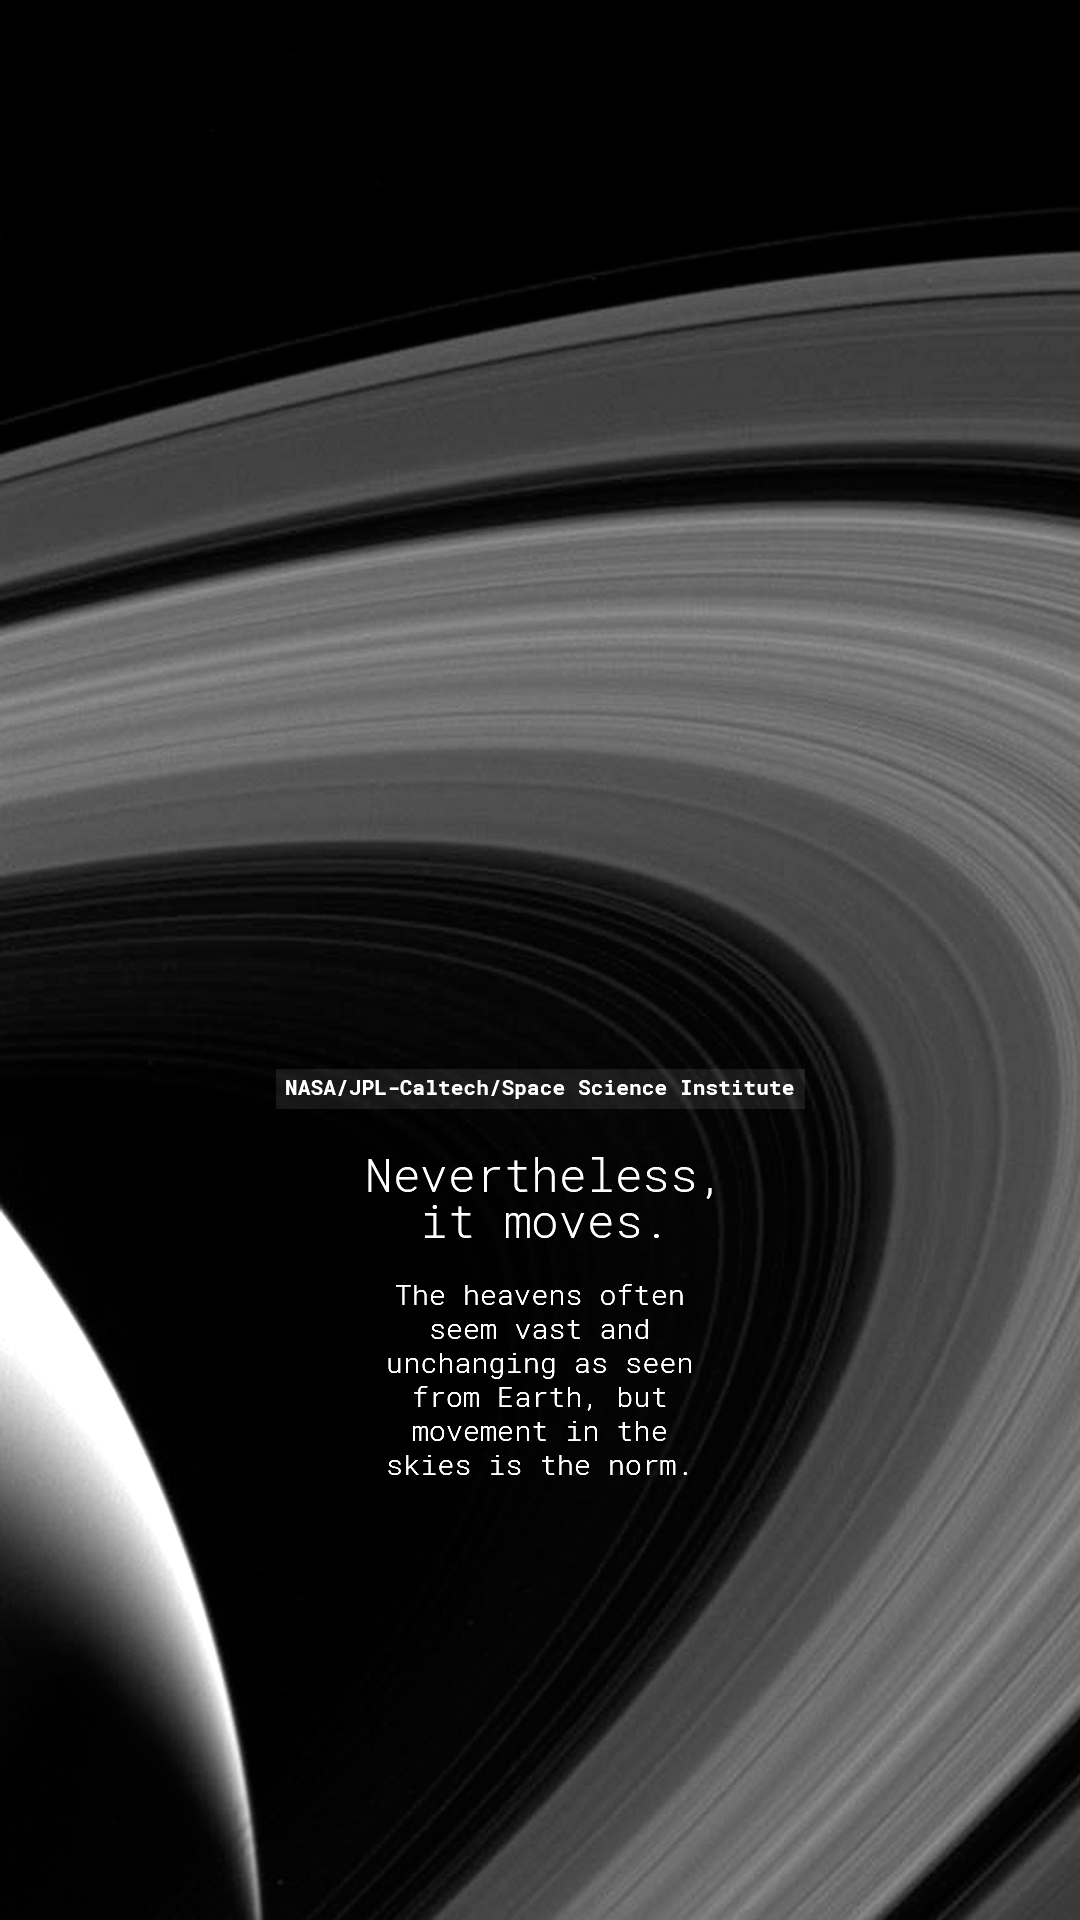 NASA/JPL-Caltech/Space Science Institute
Nevertheless,
it moves.
The heavens often
seem vast and
unchanging as seen
from Earth, but
movement in the
skies is the norm.